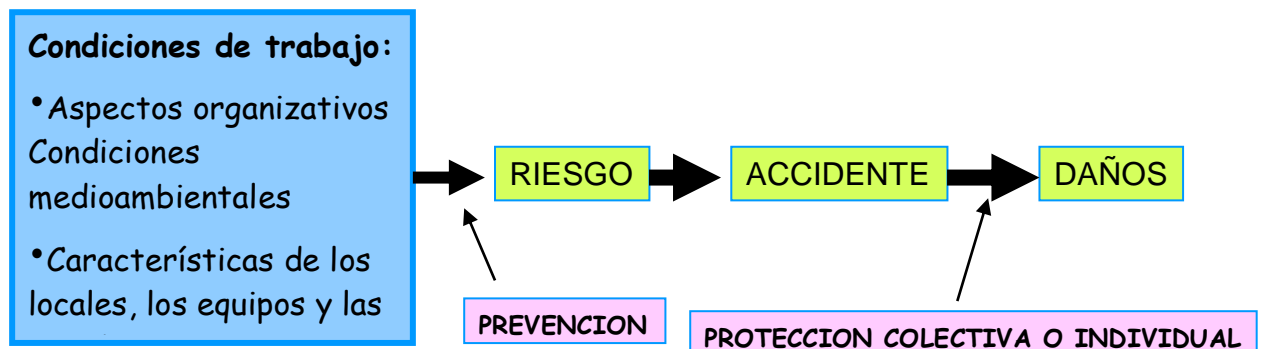 Condiciones de trabajo:
•Aspectos organizativos
Condiciones
medioambientales
•Características de los
locales, los equipos y las
RIESGO
ACCIDENTE
DAÑOS
PREVENCION
PROTECCION COLECTIVA O INDIVIDUAL